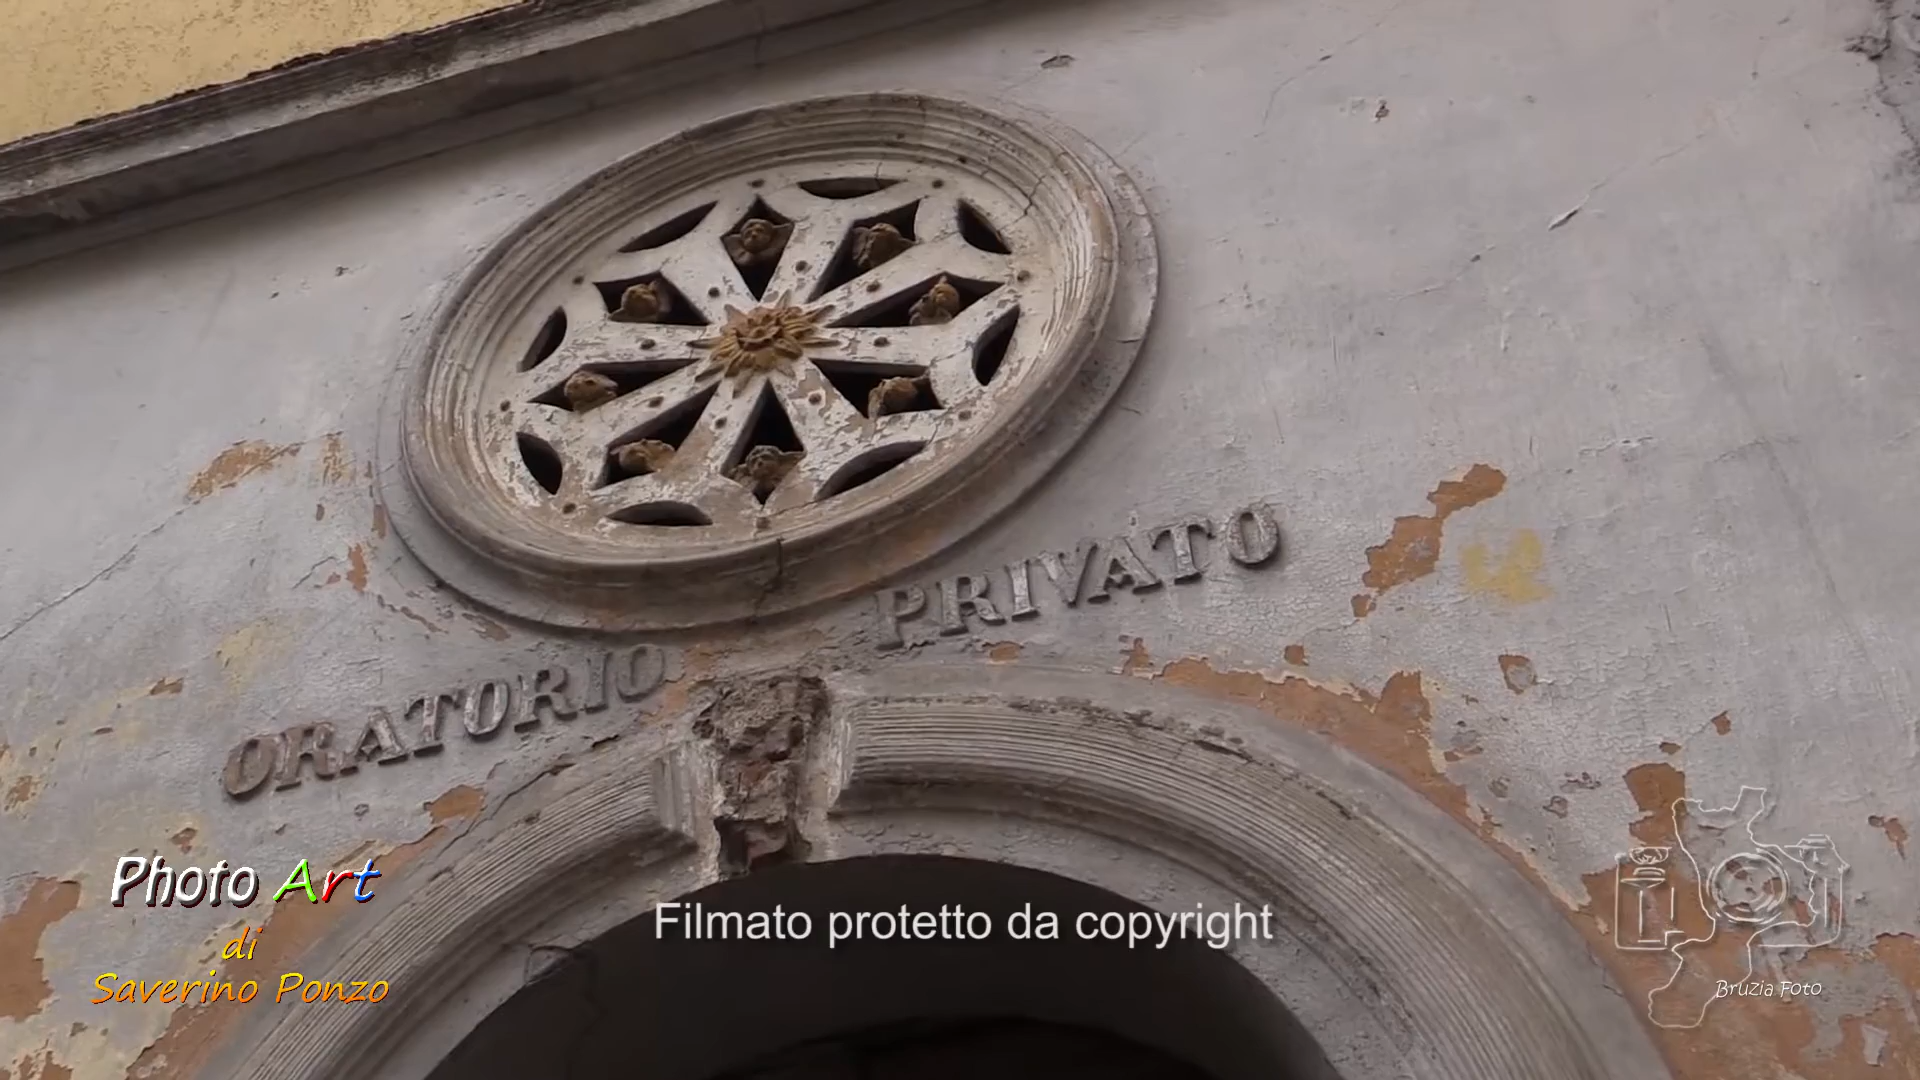 ORATORIO PRIVATO
Photo Art
di
Saverino Ponzo
Filmato protetto da copyright
Bruzia Foto